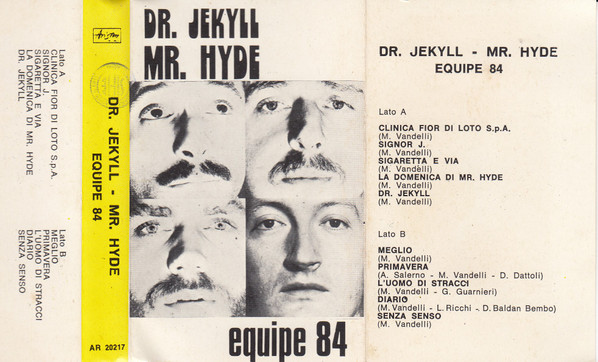 Lato A
CLINICA FIOR DI LOTO S.p.A.
SIGNOR J.
SIGARETTA E VIA
LA DOMENICA DI MR. HYDE
DR. JEKYLL
Lato B
MEGLIO
PRIMAVERA
L'UOMO DI STRACCI
DIARIO
SENZA SENSO
DR. JEKYLL - MR. HYDE
EQUIPE 84
AR 20217
DR. JEKYLL
MR. HYDE
equipe 84
DR. JEKYLL - MR. HYDE
EQUIPE 84
Lato A
CLINICA FIOR DI LOTO S.p.A.
(M. Vandelli)
SIGNOR J.
(M. Vandelli)
SIGARETTA E VIA
(M. Vandelli)
LA DOMENICA DI MR. HYDE
(M. Vandelli)
DR. JEKYLL
(M. Vandelli)
Lato B
MEGLIO
(M. Vandelli)
PRIMAVERA
(A. Salerno - M. Vandelli - D. Dattoli)
L'UOMO DI STRACCI
(M. Vandelli - G. Guarnieri)
DIARIO
(M. Vandelli - L. Ricchi - D. Baldan Bembo)
SENZA SENSO
(M. Vandelli)